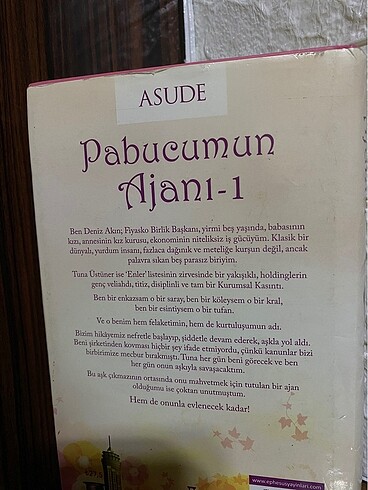 ASUDE
Pabucumun
Ajanı-1
Ben Deniz Akın; Fiyasko Birlik Başkanı, yirmi beş yaşında, babasının
kızı, annesinin kız kurusu, ekonominin niteliksiz iş gücüyüm. Klasik bir
dünyalı, yurdum insanı, fazlaca dağınık ve meteliğe kurşun değil, ancak
palavra sıkan beş parasız biriyim.
Tuna Üstüner ise 'Enler' listesinin zirvesinde bir yakışıklı, holdinglerin
genç veliahdı, titiz, disiplinli ve tam bir Kurumsal Kasıntı.
Ben bir enkazsam o bir saray, ben bir köleysem o bir kral,
ben bir esintiysem o bir tufan.
Ve o benim hem felaketimin, hem de kurtuluşumun adı.
Bizim hikâyemiz nefretle başlayıp, şiddetle devam ederek, aşkla yol aldı.
Beni şirketinden kovması hiçbir şey ifade etmiyordu, çünkü kanunlar bizi
birbirimize mecbur bırakmıştı. Tuna her gün beni görecek ve ben
her gün onun aşkıyla savaşacaktım.
Bu aşk çıkmazının ortasında onu mahvetmek için tutulan bir ajan
olduğumu ise çoktan unutmuştum.
Hem de onunla evlenecek kadar!
www.ephesusyayinlari.com